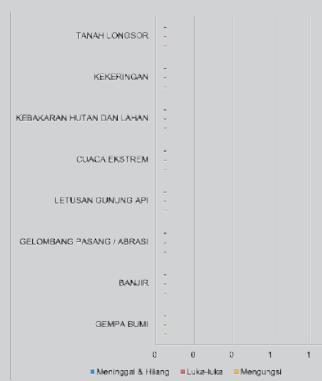 TANAH LONGSOR
KEKERINGAN
KEBAKARAN HUTAN DAN LAHAN
CUACA EKSTREM
LETUSAN GUNUNG API
GELOMBANG PASANG / ABRASI
BANJIR
GEMPA BUMI
0 0 0 1 1
Meninggal & Hilang Luka-luka Mengungsi